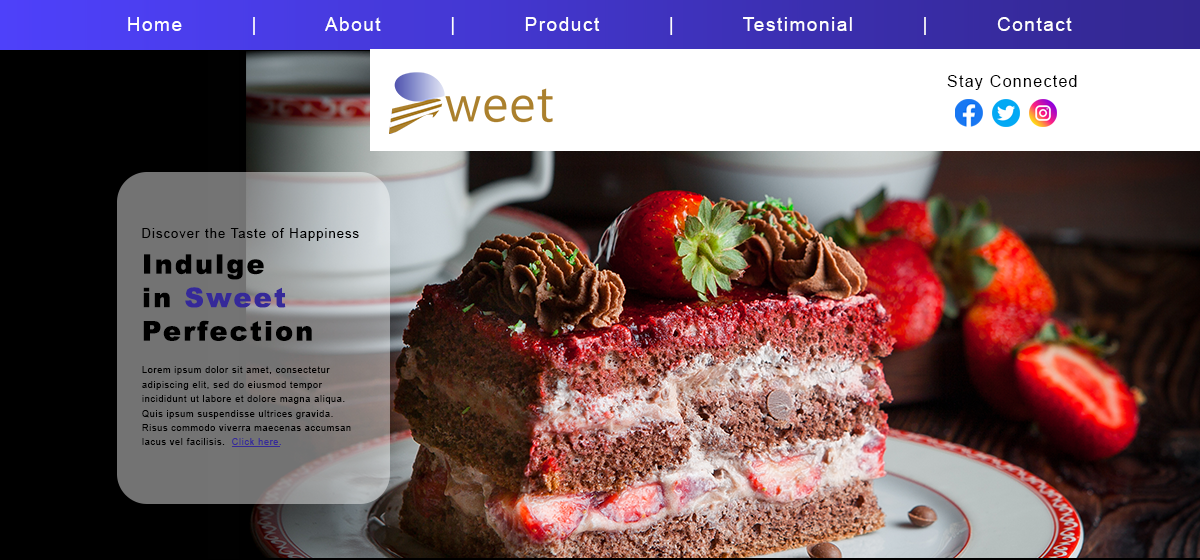 Home | About | Product | Testimonial | Contact
weet
Stay Connected
Discover the Taste of Happiness
Indulge
in Sweet
Perfection
Lorem ipsum dolor sit amet, consectetur
adipiscing elit, sed do eiusmod tempor
incididunt ut labore et dolore magna aliqua.
Quis ipsum suspendisse ultrices gravida.
Risus commodo viverra maecenas accumsan
lacus vel facilisis. Click here.